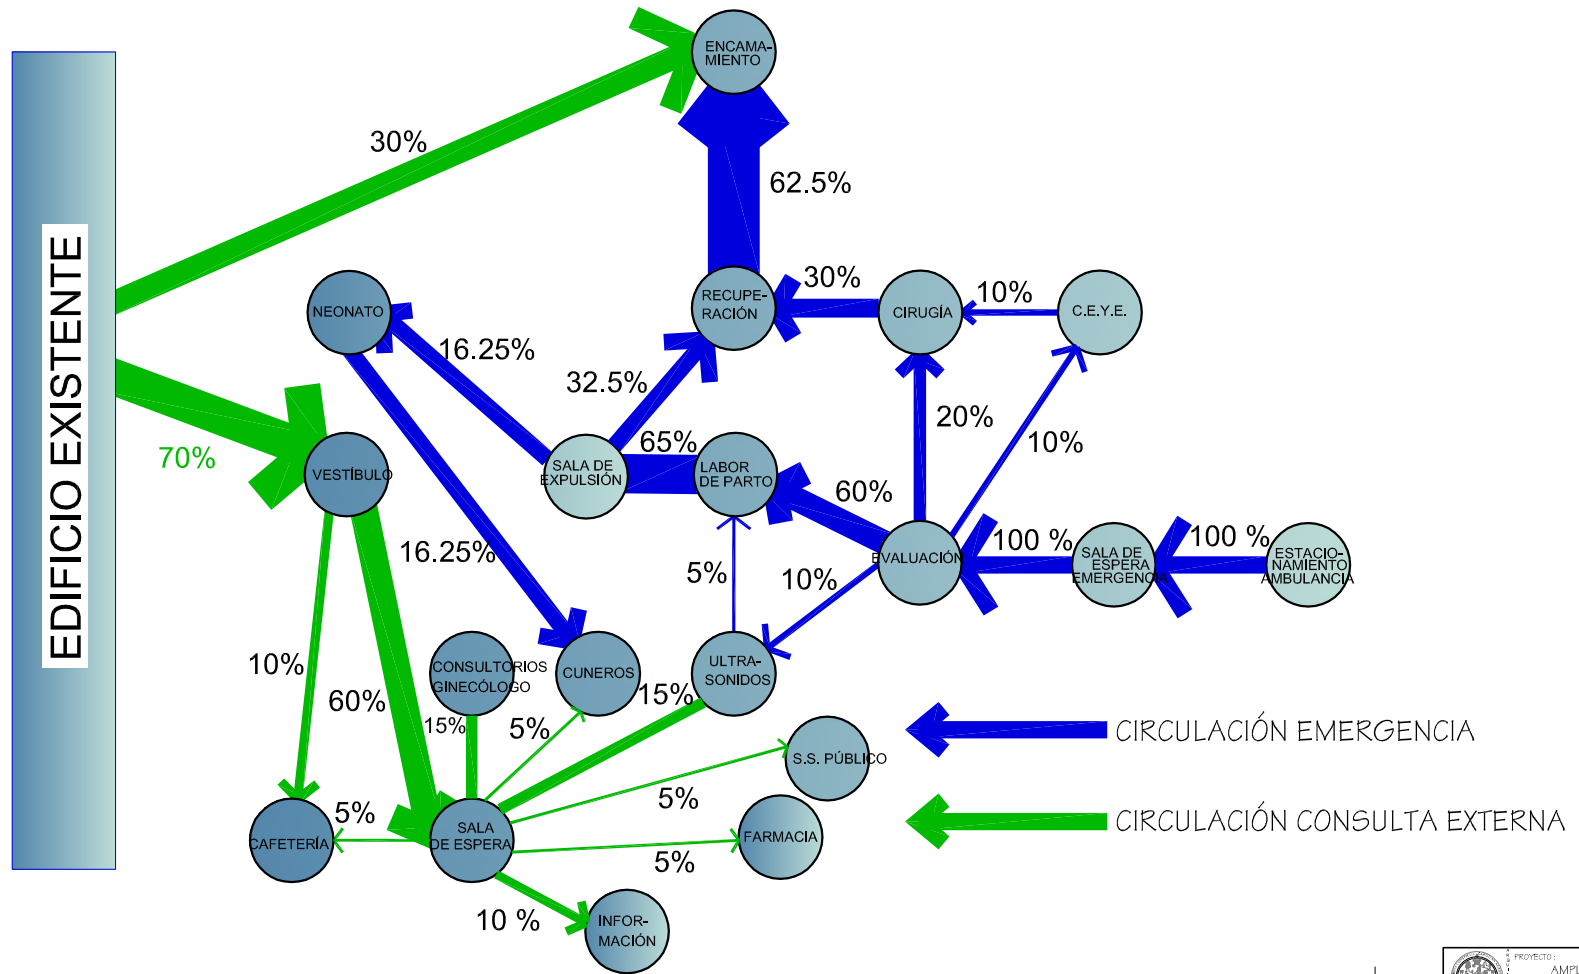 ENCAMA-
MIENTO
30%
62.5%
EDIFICIO EXISTENTE
NEONATO
RECUPE-
RACIÓN
30%
CIRUGÍA
10%
C.E.Y.E.
16.25%
32.5%
20%
10%
70%
VESTÍBULO
SALA DE
EXPULSIÓN
65%
LABOR
DE PARTO
60%
16.25%
5%
10%
EVALUACIÓN
100 %
SALA DE
ESPERA
EMERGENCIA
100 %
ESTACIO-
NAMIENTO
AMBULANCIA
10%
60%
CONSULTORIOS
GINECÓLOGO
CUNEROS
ULTRA-
SONIDOS
15%
5%
15%
CIRCULACIÓN EMERGENCIA
S.S. PÚBLICO
5%
CAFETERÍA
5%
SALA
DE ESPERA
5%
FARMACIA
CIRCULACIÓN CONSULTA EXTERNA
10 %
INFOR-
MACIÓN
PROYECTO:
AMPL